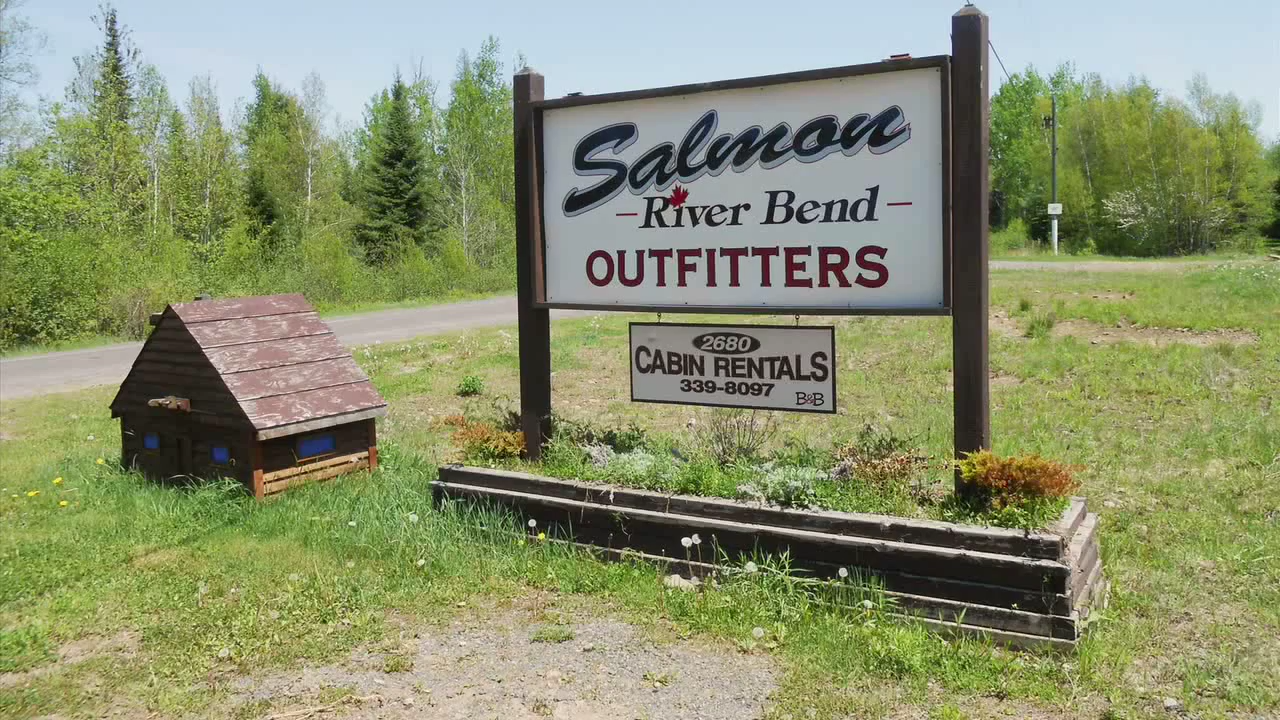 Salmon
River Bend
OUTFITTERS
2680
CABIN RENTALS
339-8097
B&B